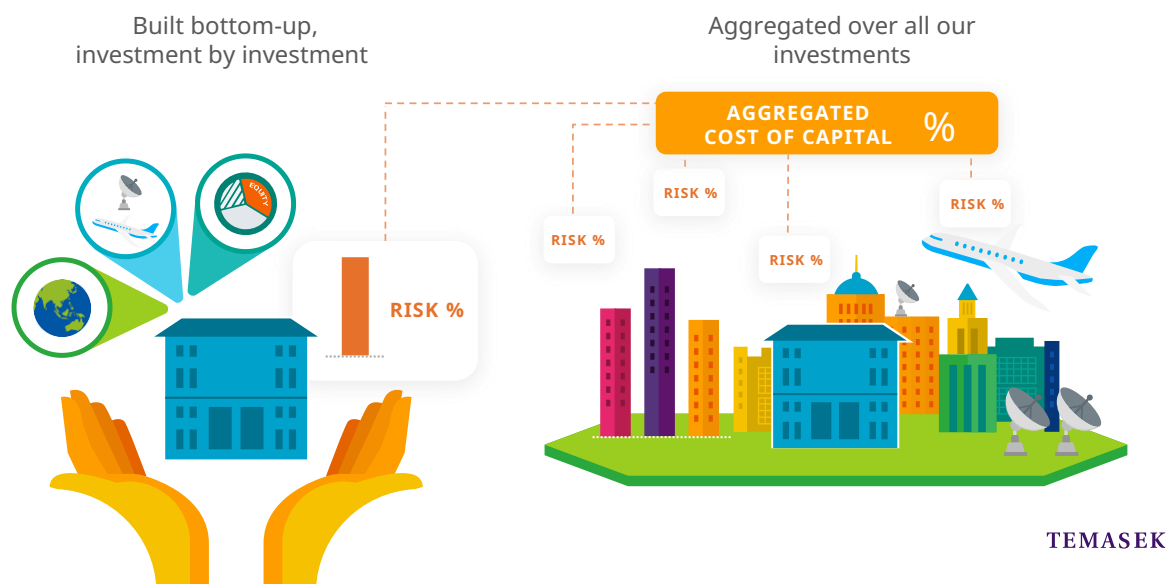 Built bottom-up,
investment by investment
Aggregated over all our
investments
AGGREGATED
COST OF CAPITAL
%
RISK %
RISK %
RISK %
RISK %
EQUITY
RISK %
TEMASEK